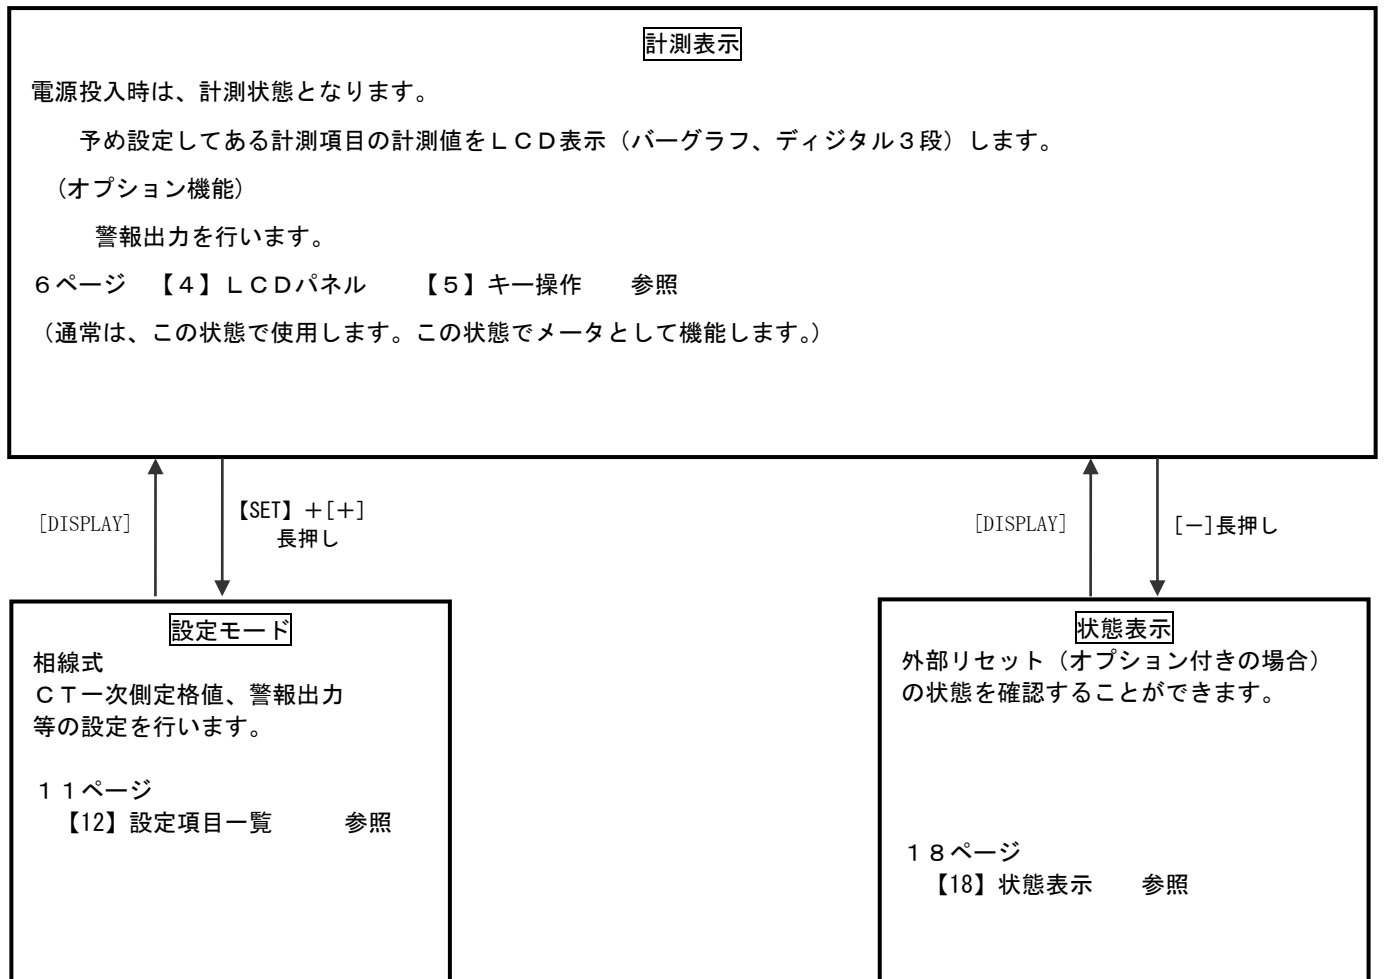 計測表示
電源投入時は、計測状態となります。
予め設定してある計測項目の計測値をＬＣＤ表示（バーグラフ、ディジタル３段）します。
（オプション機能）
警報出力を行います。
６ページ　【４】ＬＣＤパネル　　【５】キー操作　　参照
（通常は、この状態で使用します。この状態でメータとして機能します。）
[DISPLAY]
【SET】＋[＋]
長押し
[DISPLAY]
[－]長押し
設定モード
相線式
ＣＴ一次側定格値、警報出力
等の設定を行います。
１１ページ
【12】設定項目一覧　　　参照
状態表示
外部リセット（オプション付きの場合）
の状態を確認することができます。
１８ページ
【18】状態表示　　参照